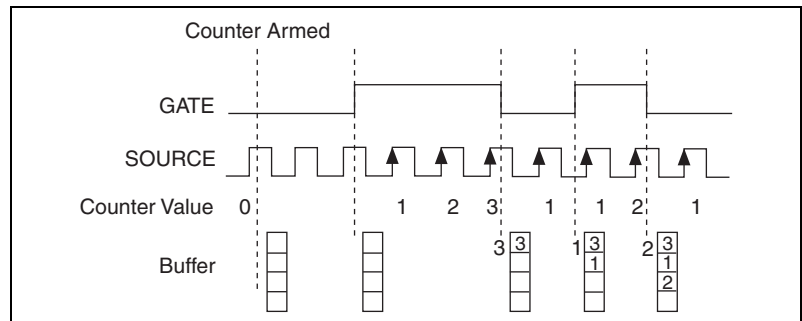 Counter Armed
GATE
SOURCE
Counter Value 0 1 2 3 1 1 2 1
Buffer 3 3 1 3 2 3
1 1
2